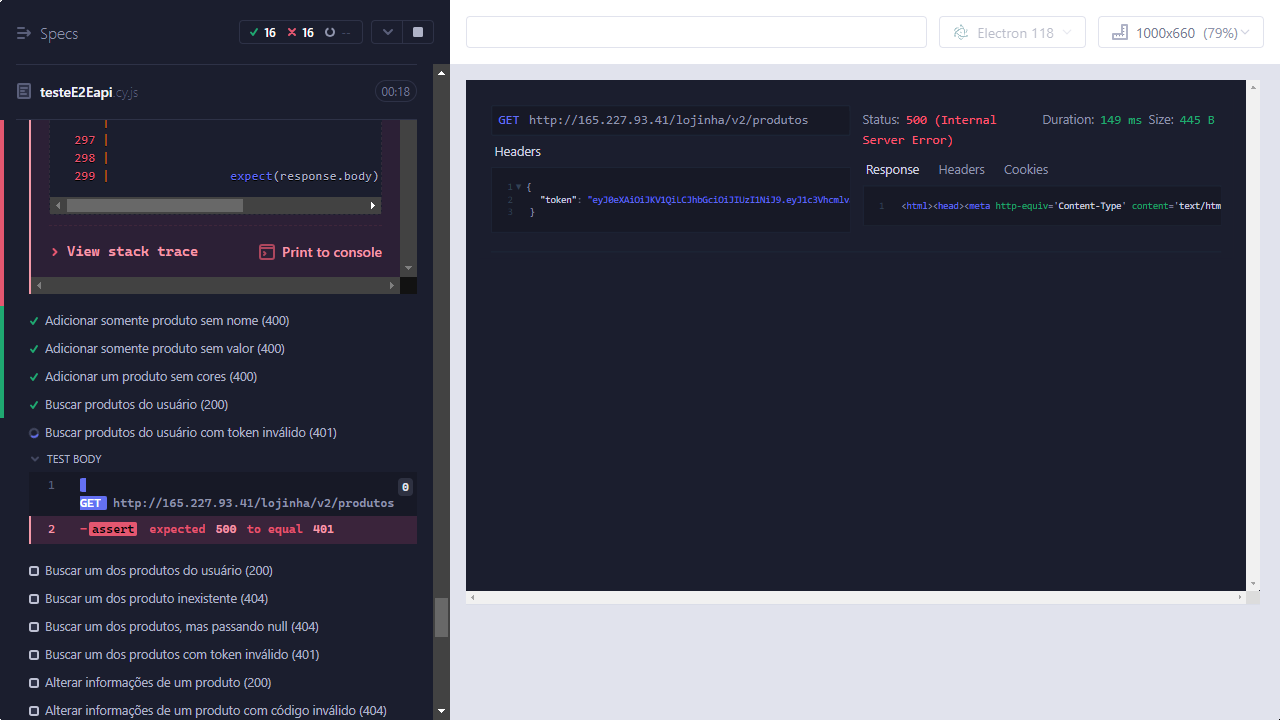 Specs
16 16 --
Electron 118
1000x660 (79%)
testeE2Eapi.cy.js
00:18
297 |
298 |
299 | expect(response.body)
View stack trace
Print to console
Adicionar somente produto sem nome (400)
Adicionar somente produto sem valor (400)
Adicionar um produto sem cores (400)
Buscar produtos do usuário (200)
Buscar produtos do usuário com token inválido (401)
TEST BODY
1
0
GET http://165.227.93.41/lojinha/v2/produtos
2 -assert expected 500 to equal 401
Buscar um dos produtos do usuário (200)
Buscar um dos produto inexistente (404)
Buscar um dos produtos, mas passando null (404)
Buscar um dos produtos com token inválido (401)
Alterar informações de um produto (200)
Alterar informações de um produto com código inválido (404)
GET http://165.227.93.41/lojinha/v2/produtos
Headers
1 {
2 "token": "eyJ0eXAiOiJKV1QiLCJhbGciOiJIUzI1NiJ9.eyJ1c3Vhcmlv
3 }
Status: 500 (Internal Server Error)
Duration: 149 ms Size: 445 B
Response Headers Cookies
1 <html><head><meta http-equiv='Content-Type' content='text/htm